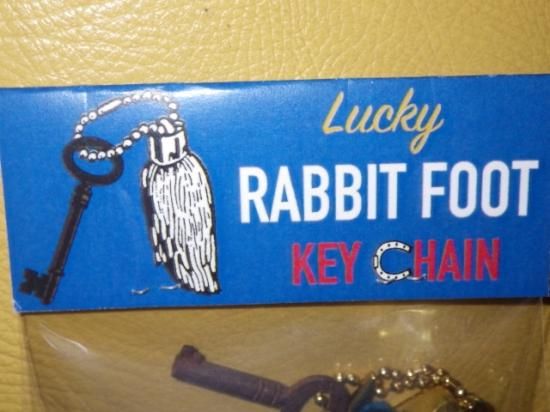 Lucky
RABBIT FOOT
KEY CHAIN